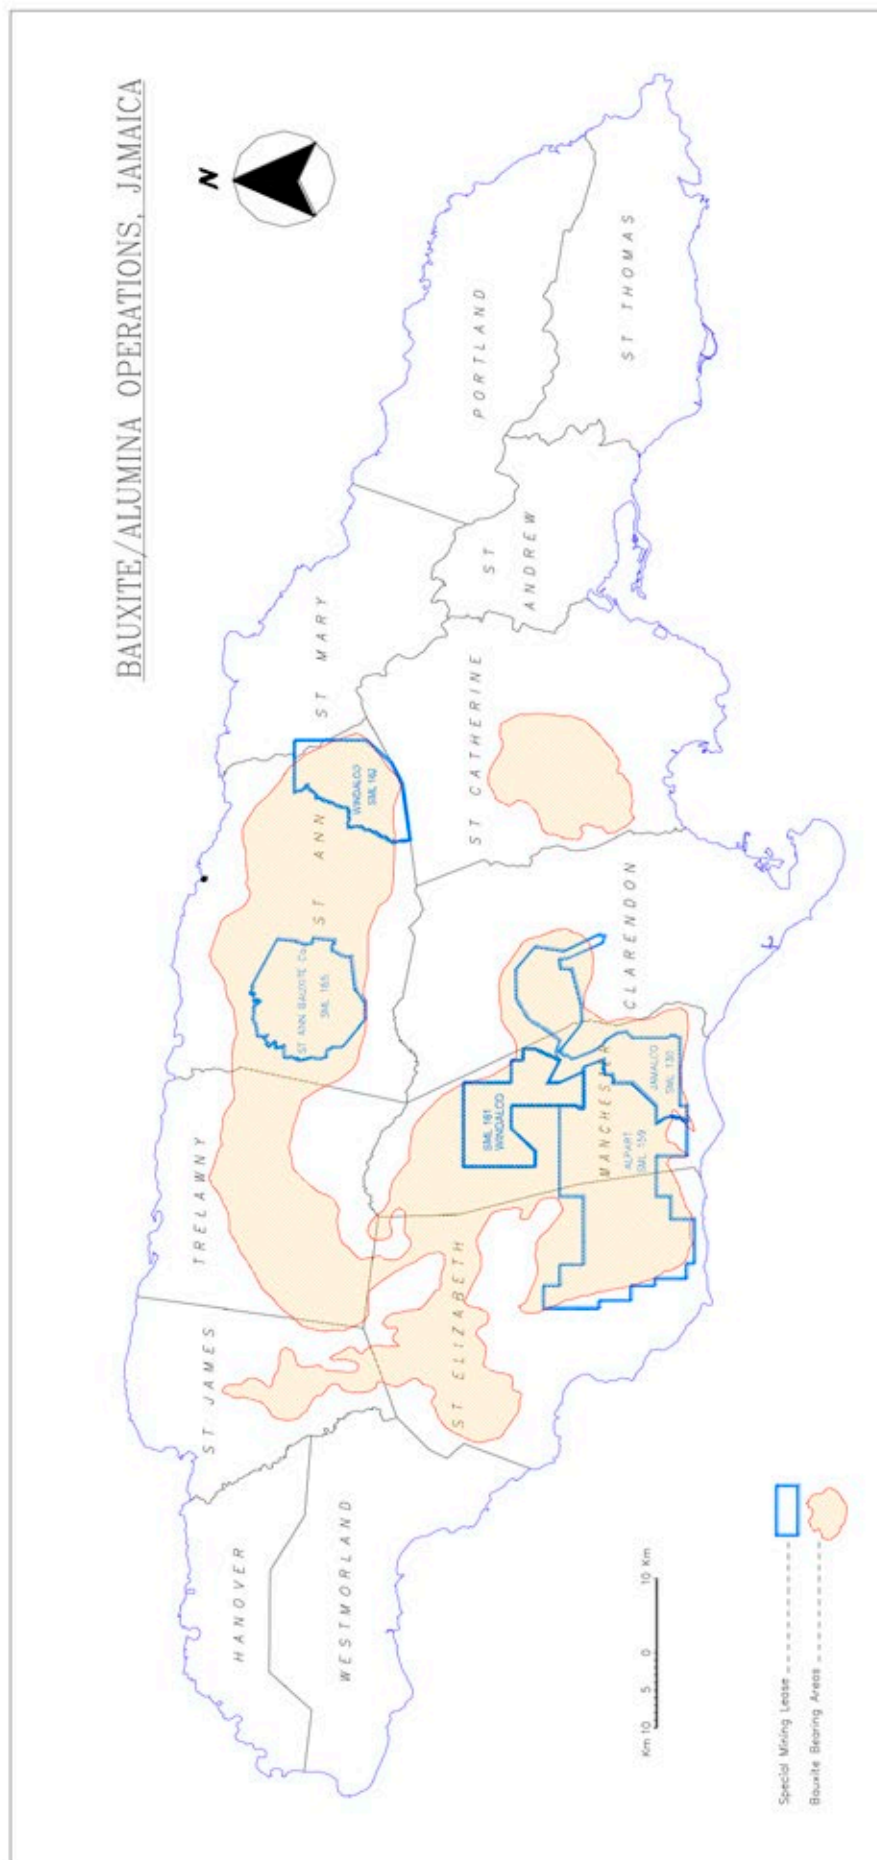 BAUXITE/ALUMINA OPERATIONS, JAMAICA
N
HANOVER
WESTMORLAND
ST JAMES
TRELAWNY
ST ELIZABETH
MANCHESTER
ST ANN
CLARENDON
ST MARY
ST CATHERINE
ST
ANDREW
PORTLAND
ST THOMAS
ST ANN BAUXITE Co.
SML 165
WINDALCO
SML 162
SML 161
WINDALCO
ALPART
SML 159
JAMALCO
SML 130
Km 10 5 0 10 Km
Special Mining Lease
Bauxite Bearing Areas